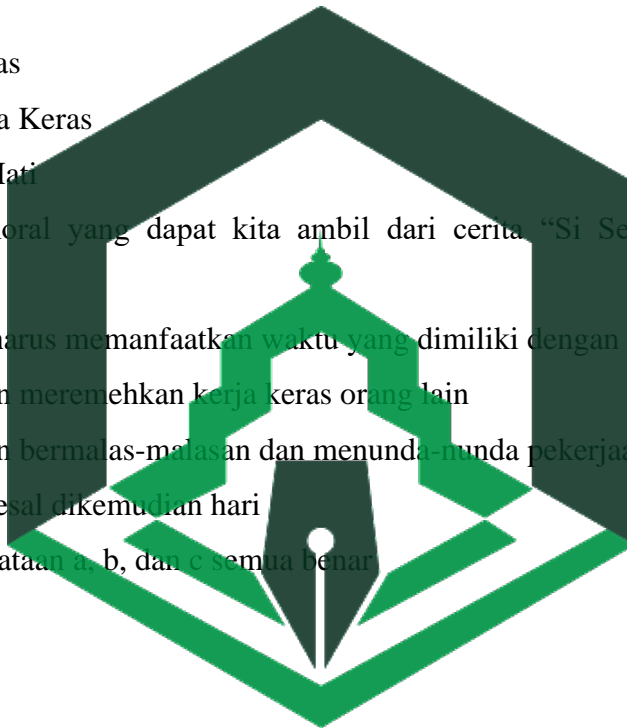 as
a Keras
Hati
oral yang dapat kita ambil dari cerita “Si Se
harus memanfaatkan waktu yang dimiliki dengan
n meremehkan kerja keras orang lain
n bermalas-malasan dan menunda-nunda pekerjaa
esal dikemudian hari
ataan a, b, dan c semua benar